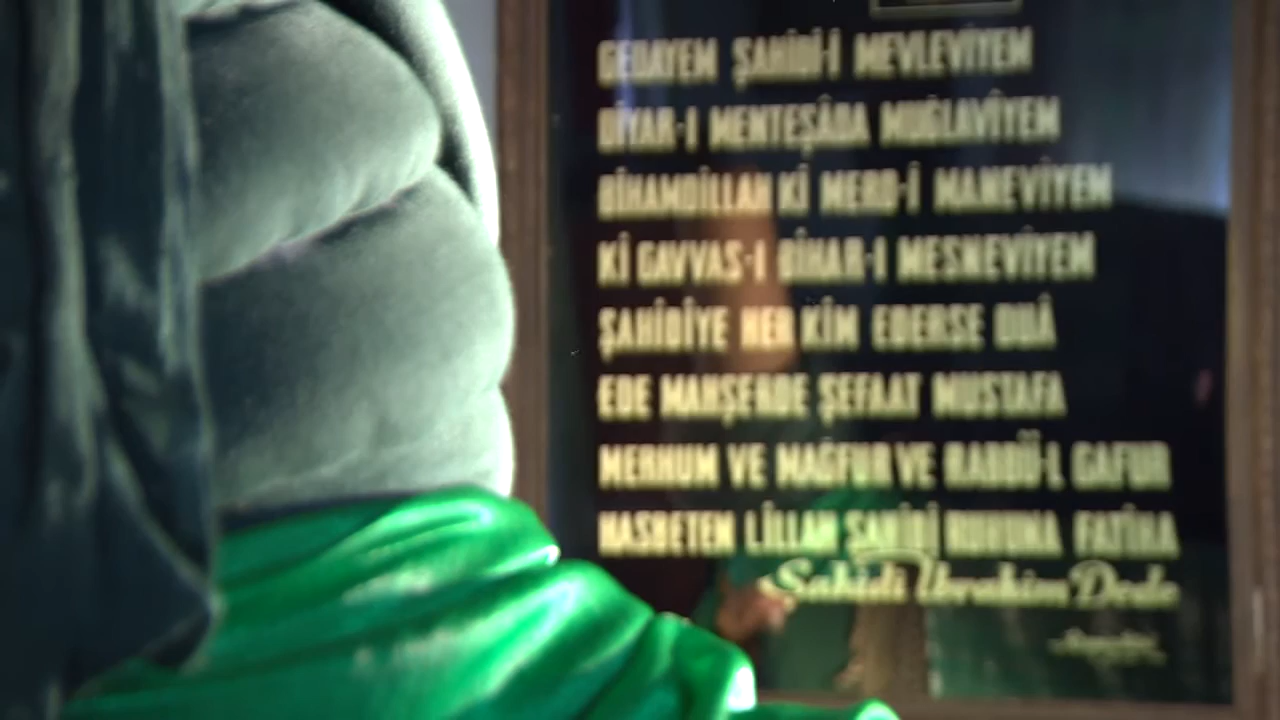 GEDAYEM ŞAHİDİ-İ MEVLEVİYEM
DİYAR-I MENTEŞÂDA MUĞLAVİYEM
BİHAMDİLLAH Kİ MERD-İ MANEVİYEM
Kİ GAVVAS-I BİHAR-I MESNEVİYEM
ŞAHİDİYE HER KİM EDERSE DUÂ
EDE MAHŞERDE ŞEFAAT MUSTAFA
MERHUM VE MAĞFUR VE RABBÜ-L GAFUR
HASBETEN LİLLAH ŞAHİDİ RUHUNA FATİHA
Şahidi İbrahim Dede